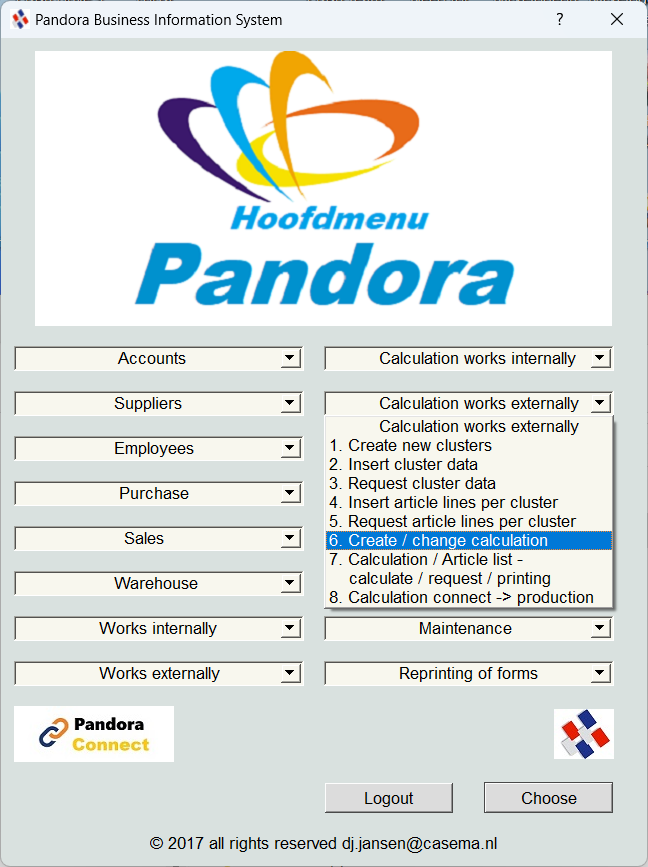 Pandora Business Information System
?
Hoofdmenu
Pandora
Accounts
Calculation works internally
Suppliers
Calculation works externally
Calculation works externally
1. Create new clusters
2. Insert cluster data
3. Request cluster data
4. Insert article lines per cluster
5. Request article lines per cluster
6. Create / change calculation
7. Calculation / Article list -
calculate / request / printing
8. Calculation connect -> production
Employees
Purchase
Sales
Warehouse
Works internally
Maintenance
Works externally
Reprinting of forms
Pandora
Connect
Logout
Choose
© 2017 all rights reserved dj.jansen@casema.nl